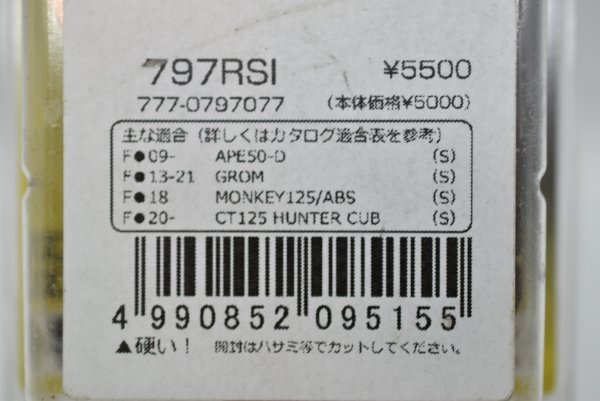 797RSI ¥5500
777-0797077 (本体価格¥5000)
主な適合 (詳しくはカタログ適合表を参考)
F●09- APE50-D (S)
F●13-21 GROM (S)
F●18 MONKEY125/ABS (S)
F●20- CT125 HUNTER CUB (S)
4 990852 095155
▲硬い! 開封はハサミ等でカットしてください。